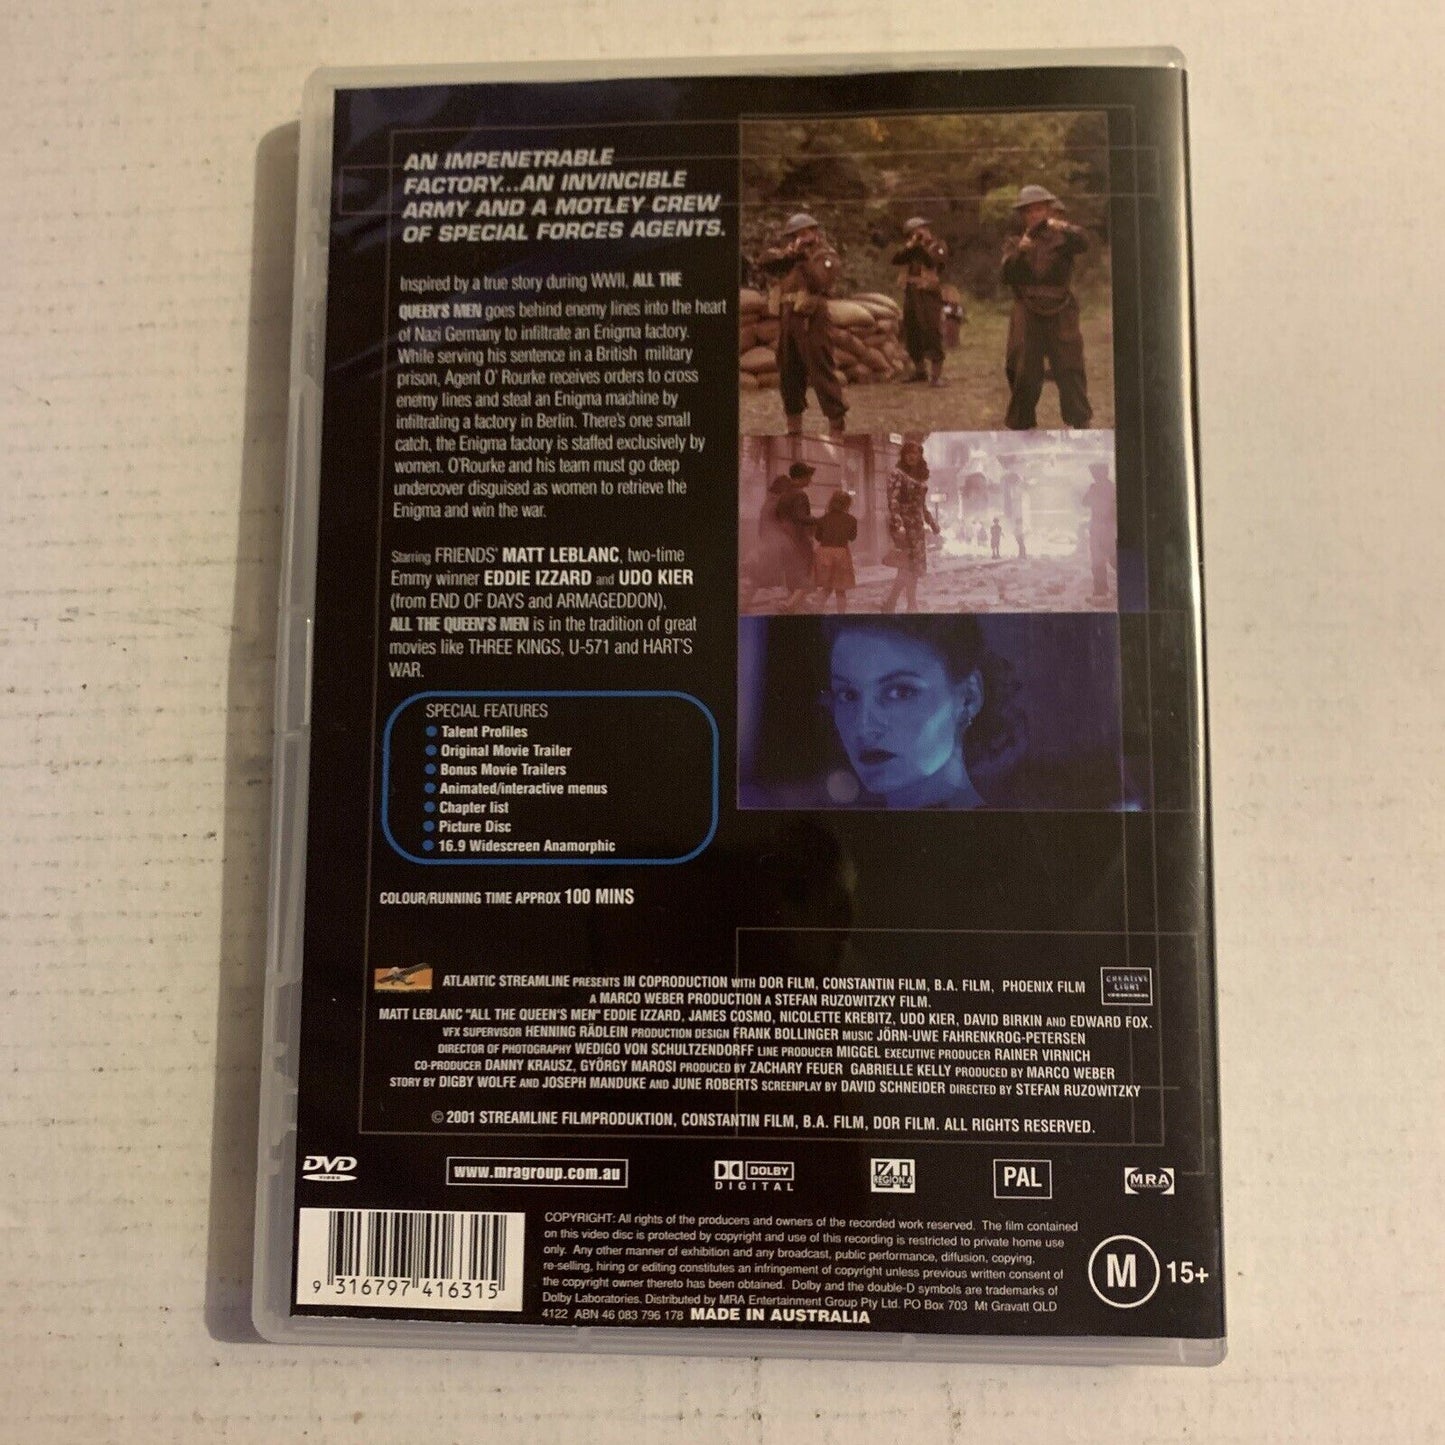 AN IMPENETRABLE
FACTORY...AN INVINCIBLE
ARMY AND A MOTLEY CREW
OF SPECIAL FORCES AGENTS.
Inspired by a true story during WWII, ALL THE
QUEEN'S MEN goes behind enemy lines into the heart
of Nazi Germany to infiltrate an Enigma factory.
While serving his sentence in a British military
prison, Agent O' Rourke receives orders to cross
enemy lines and steal an Enigma machine by
infiltrating a factory in Berlin. There's one small
catch, the Enigma factory is staffed exclusively by
women. O'Rourke and his team must go deep
undercover disguised as women to retrieve the
Enigma and win the war.
Starring FRIENDS' MATT LEBLANC, two-time
Emmy winner EDDIE IZZARD and UDO KIER
(from END OF DAYS and ARMAGEDDON),
ALL THE QUEEN'S MEN is in the tradition of great
movies like THREE KINGS, U-571 and HART'S
WAR.
SPECIAL FEATURES
Talent Profiles
Original Movie Trailer
Bonus Movie Trailers
Animated/interactive menus
Chapter list
Picture Disc
16.9 Widescreen Anamorphic
COLOUR/RUNNING TIME APPROX 100 MINS
ATLANTIC STREAMLINE PRESENTS IN COPRODUCTION WITH DOR FILM, CONSTANTIN FILM, B.A. FILM, PHOENIX FILM
A MARCO WEBER PRODUCTION A STEFAN RUZOWITZKY FILM.
CREATIVE
LIGHT
MATT LEBLANC "ALL THE QUEEN'S MEN" EDDIE IZZARD, JAMES COSMO, NICOLETTE KREBITZ, UDO KIER, DAVID BIRKIN AND EDWARD FOX.
VFX SUPERVISOR HENNING RÄDLEIN PRODUCTION DESIGN FRANK BOLLINGER MUSIC JÖRN-UWE FAHRENKROG-PETERSEN
DIRECTOR OF PHOTOGRAPHY WEDIGO VON SCHULTZENDORFF LINE PRODUCER MIGGEL EXECUTIVE PRODUCER RAINER VIRNICH
CO-PRODUCER DANNY KRAUSZ, GYÖRGY MAROSI PRODUCED BY ZACHARY FEUER GABRIELLE KELLY PRODUCED BY MARCO WEBER
STORY BY DIGBY WOLFE AND JOSEPH MANDUKE AND JUNE ROBERTS SCREENPLAY BY DAVID SCHNEIDER DIRECTED BY STEFAN RUZOWITZKY
© 2001 STREAMLINE FILMPRODUKTION, CONSTANTIN FILM, B.A. FILM, DOR FILM. ALL RIGHTS RESERVED.
DVD
VIDEO
www.mragroup.com.au
DOLBY
DIGITAL
4
REGION 4
PAL
MRA
COPYRIGHT: All rights of the producers and owners of the recorded work reserved. The film contained
on this video disc is protected by copyright and use of this recording is restricted to private home use
only. Any other manner of exhibition and any broadcast, public performance, diffusion, copying,
re-selling, hiring or editing constitutes an infringement of copyright unless previous written consent of
the copyright owner thereto has been obtained. Dolby and the double-D symbols are trademarks of
Dolby Laboratories. Distributed by MRA Entertainment Group Pty Ltd. PO Box 703 Mt Gravatt QLD
4122 ABN 46 083 796 178 MADE IN AUSTRALIA
9 316797 416315
M 15+